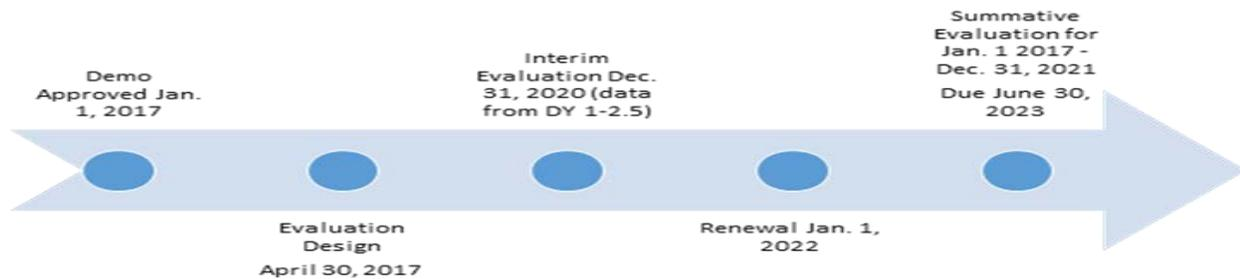 Demo
Approved Jan.
1, 2017
Evaluation
Design
April 30, 2017
Interim
Evaluation Dec.
31, 2020 (data
from DY 1-2.5)
Renewal Jan. 1,
2022
Summative
Evaluation for
Jan. 1 2017 -
Dec. 31, 2021
Due June 30,
2023